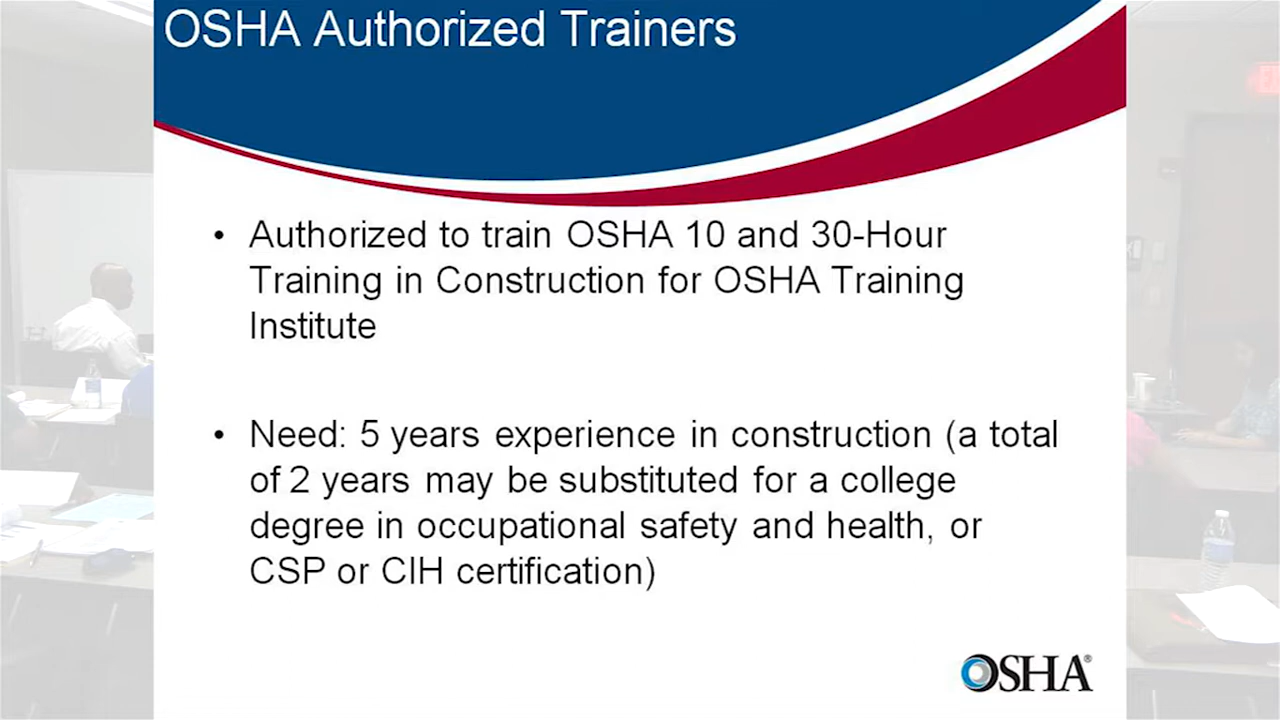 OSHA Authorized Trainers
• Authorized to train OSHA 10 and 30-Hour
Training in Construction for OSHA Training
Institute
• Need: 5 years experience in construction (a total
of 2 years may be substituted for a college
degree in occupational safety and health, or
CSP or CIH certification)
OSHA®